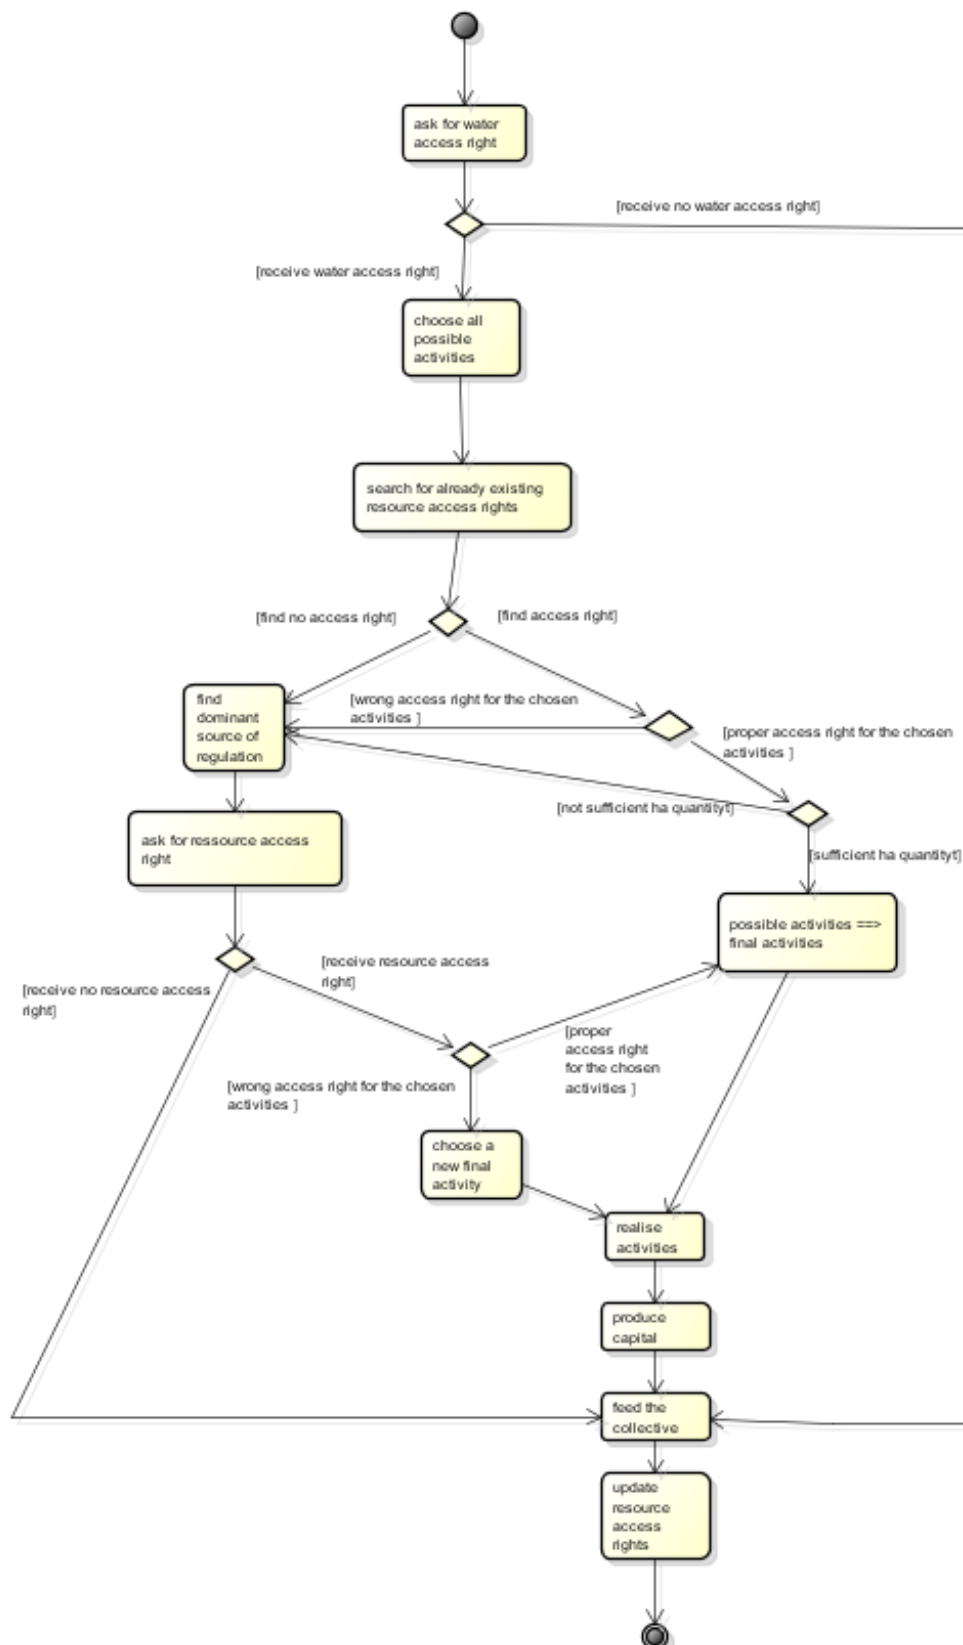 ask for water
access right
[receive no water access right]
[receive water access right]
choose all
possible
activities
search for already existing
resource access rights
[find no access right]
[find access right]
find
dominant
source of
regulation
[wrong access right for the chosen
activities ]
[proper access right for the chosen
activities ]
[not sufficient ha quantityt]
[sufficient ha quantityt]
ask for ressource access
right
possible activities ==>
final activities
[receive no resource access
right]
[receive resource access
right]
[proper
access right
for the chosen
activities ]
[wrong access right for the chosen
activities ]
choose a
new final
activity
realise
activities
produce
capital
feed the
collective
update
resource
access
rights